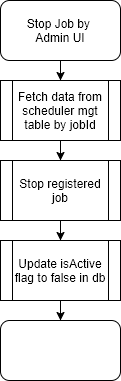 Stop Job by
Admin UI
Fetch data from
scheduler mgt
table by jobId
Stop registered
job
Update isActive
flag to false in db